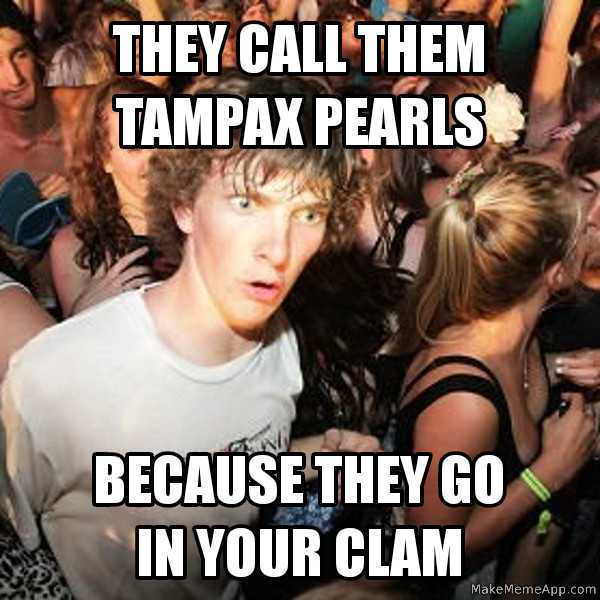 THEY CALL THEM
TAMPAX PEARLS
BECAUSE THEY GO
IN YOUR CLAM
MakeMemeApp.com